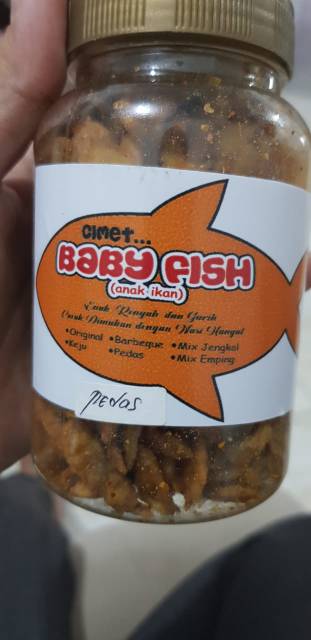 Cimet...
BABY FISH
(anak ikan)
Enak Renyah dan Gurih
Cocok Dimakan dengan Nasi Hangat
•Original •Barbeque •Mix Jengkol
•Keju •Pedas •Mix Emping
PEDAS